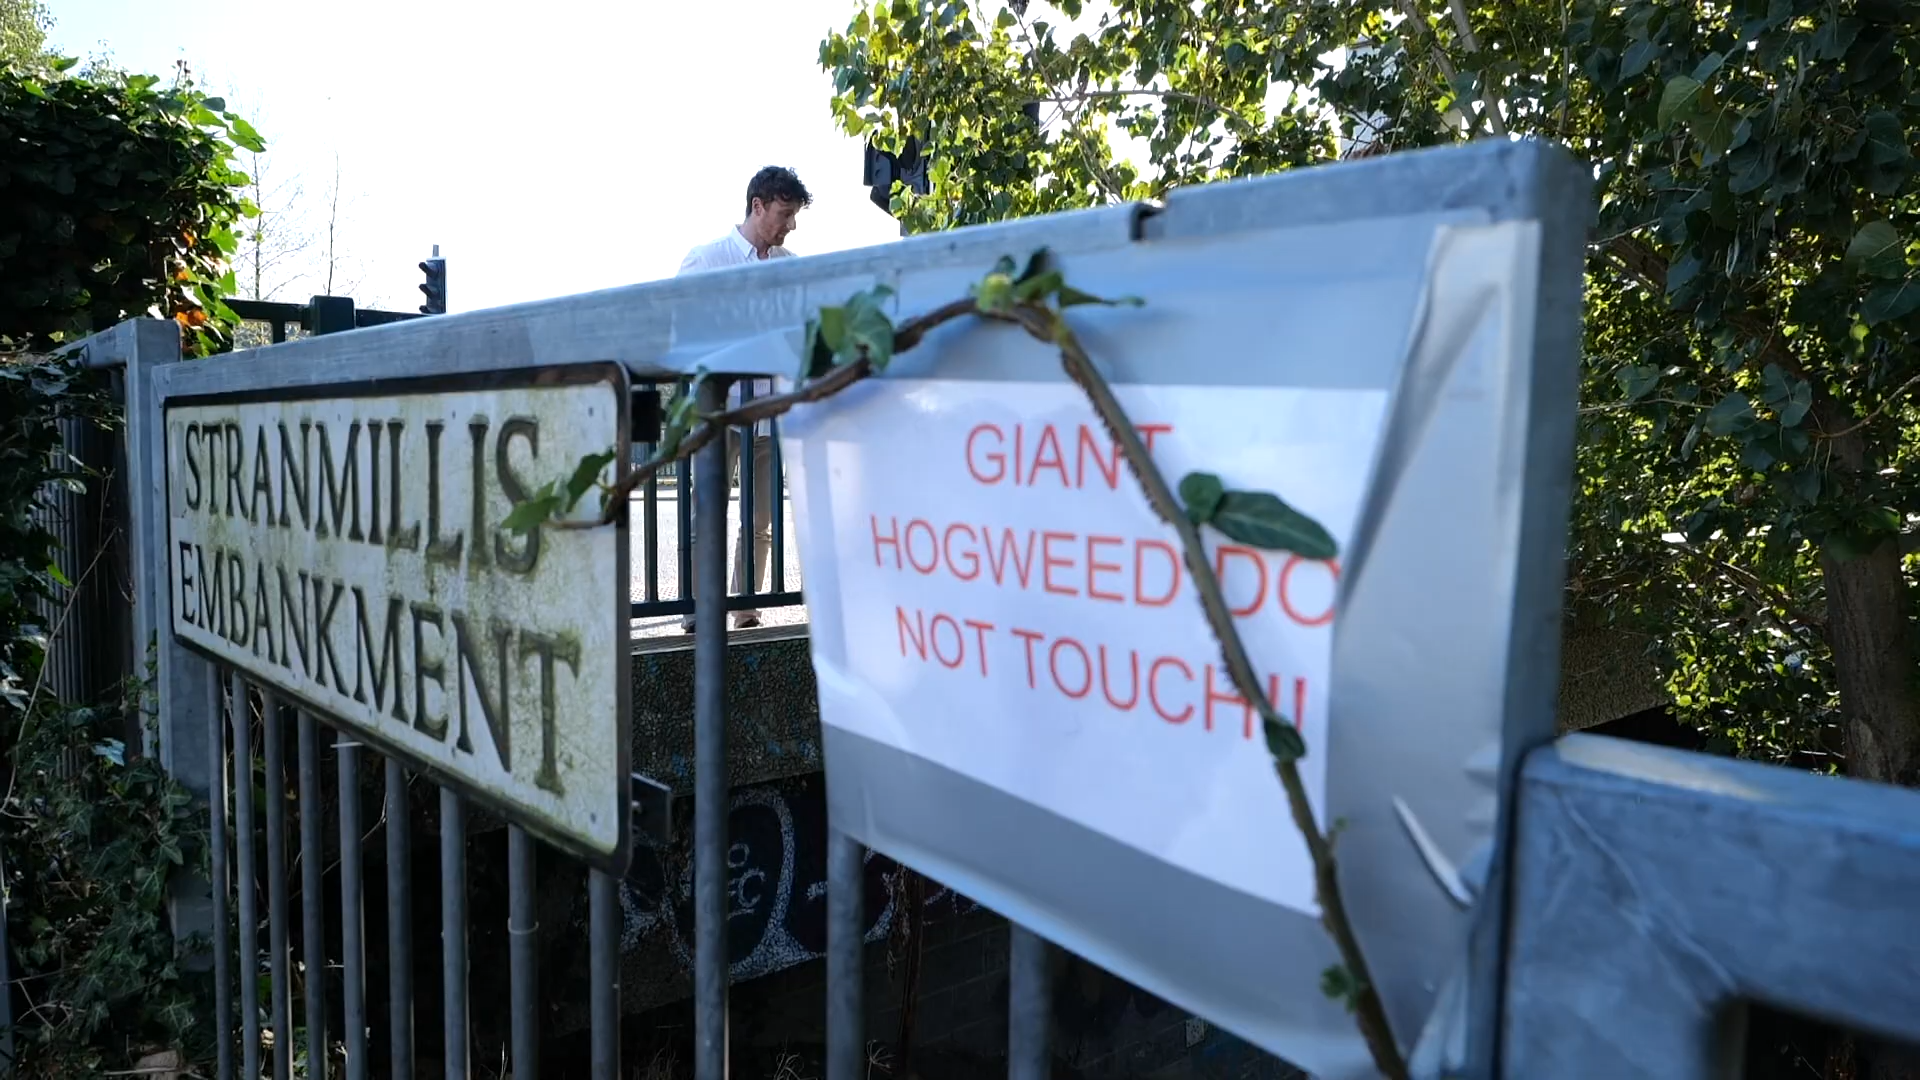 STRANMILLIS
EMBANKMENT
GIANT
HOGWEED DO
NOT TOUCH!!